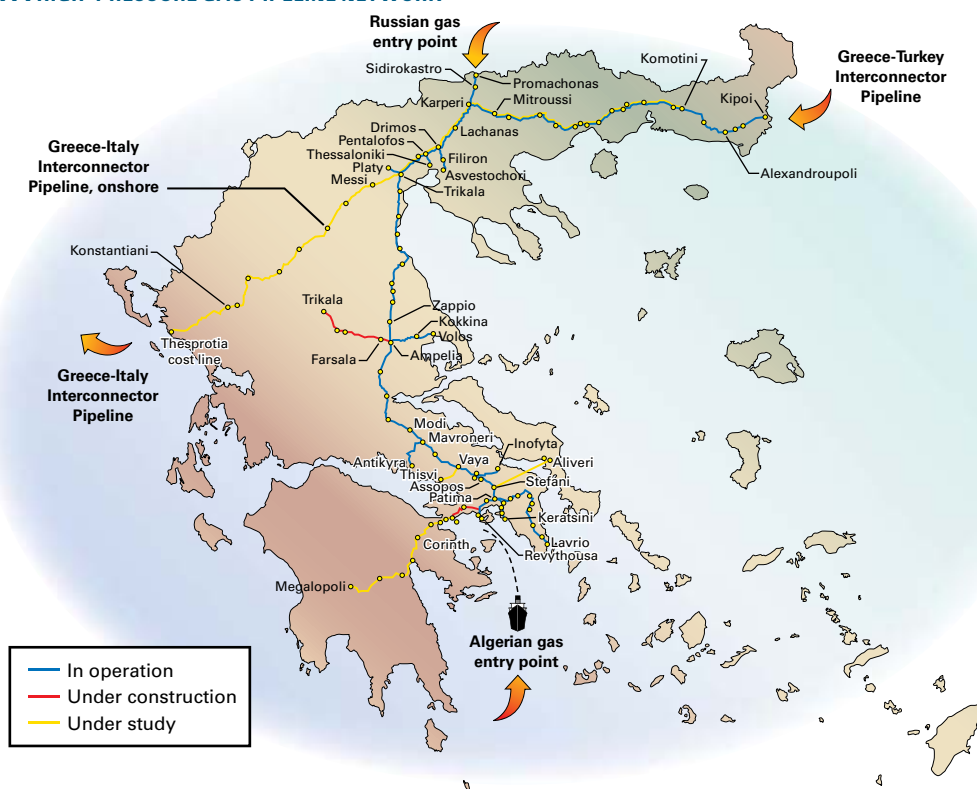 Russian gas
entry point
Sidirokastro
Promachonas
Komotini
Greece-Turkey
Interconnector
Pipeline
Karperi
Mitroussi
Kipoi
Drimos
Lachanas
Pentalofos
Thessaloniki
Filiron
Platy
Asvestochori
Messi
Trikala
Alexandroupoli
Greece-Italy
Interconnector
Pipeline, onshore
Konstantiani
Trikala
Zappio
Kokkina
Volos
Thesprotia
cost line
Farsala
Ampelia
Greece-Italy
Interconnector
Pipeline
Modi
Mavroneri
Inofyta
Antikyra
Vaya
Aliveri
Thisvi
Assopos
Stefani
Patima
Keratsini
Corinth
Lavrio
Revythousa
Megalopoli
Algerian gas
entry point
In operation
Under construction
Under study